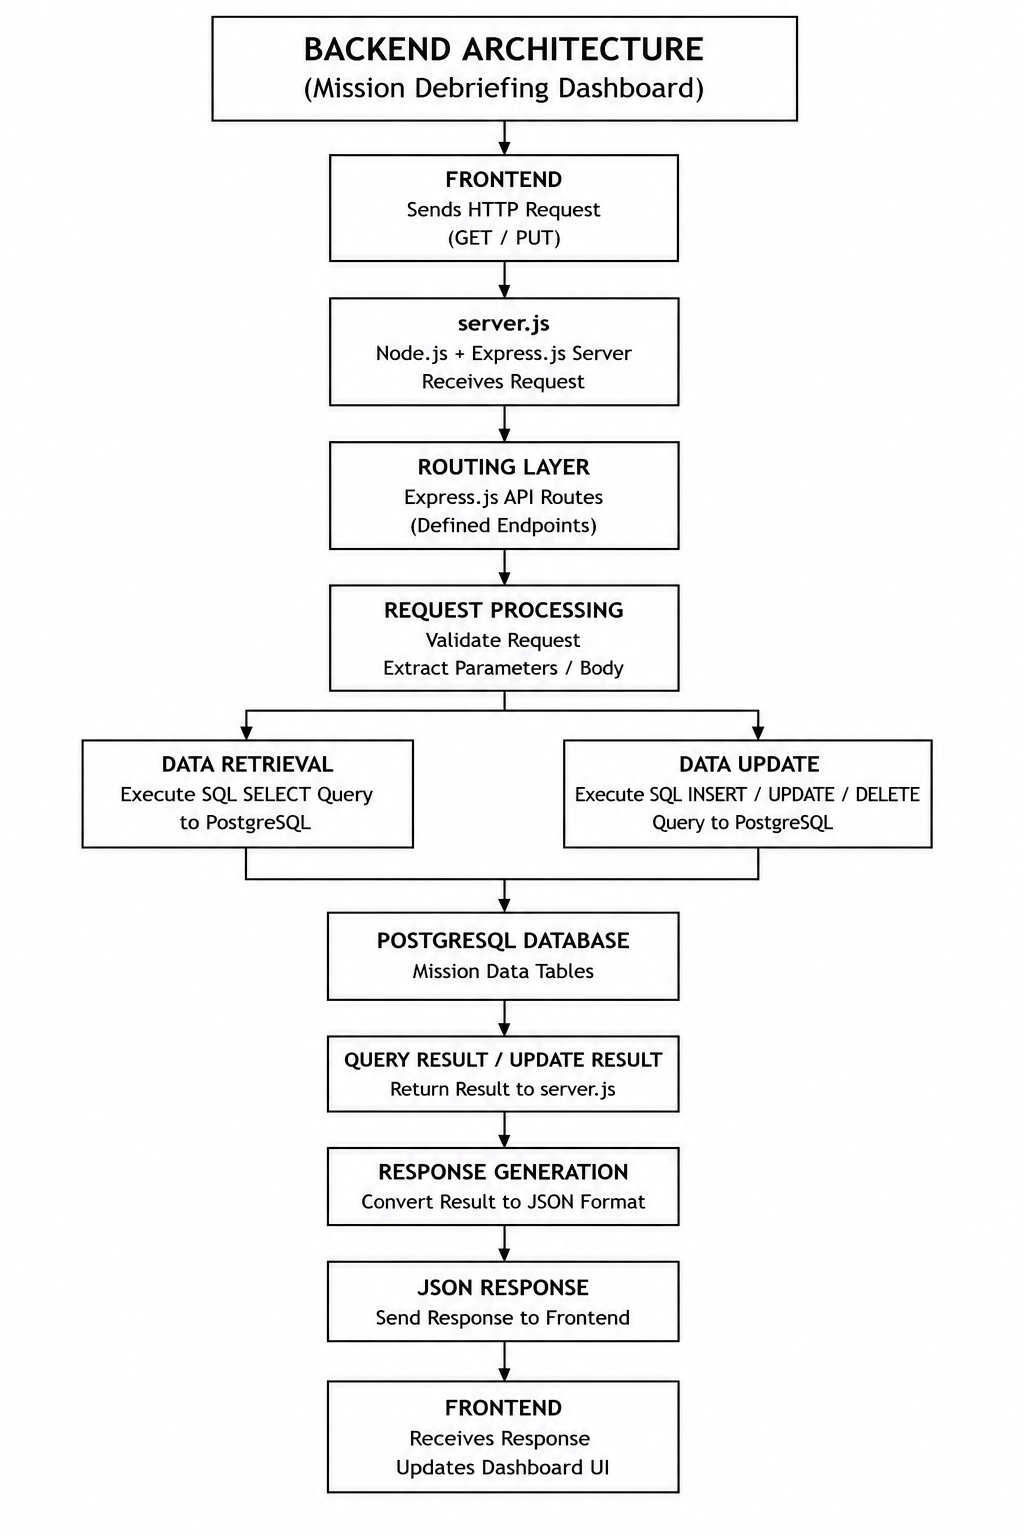 BACKEND ARCHITECTURE
(Mission Debriefing Dashboard)
FRONTEND
Sends HTTP Request
(GET / PUT)
server.js
Node.js + Express.js Server
Receives Request
ROUTING LAYER
Express.js API Routes
(Defined Endpoints)
REQUEST PROCESSING
Validate Request
Extract Parameters / Body
DATA RETRIEVAL
Execute SQL SELECT Query
to PostgreSQL
DATA UPDATE
Execute SQL INSERT / UPDATE / DELETE
Query to PostgreSQL
POSTGRESQL DATABASE
Mission Data Tables
QUERY RESULT / UPDATE RESULT
Return Result to server.js
RESPONSE GENERATION
Convert Result to JSON Format
JSON RESPONSE
Send Response to Frontend
FRONTEND
Receives Response
Updates Dashboard UI